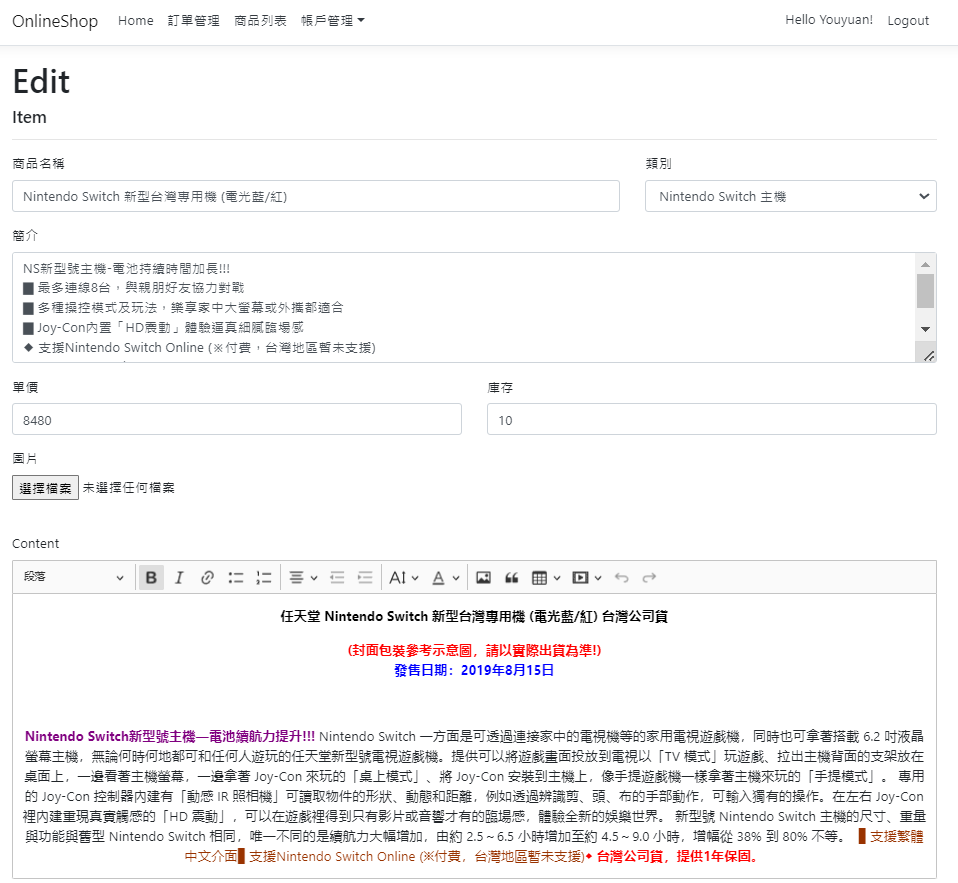 OnlineShop Home 訂單管理 商品列表 帳戶管理 Hello Youyuan! Logout
Edit
Item
商品名稱 類別
Nintendo Switch 新型台灣專用機 (電光藍/紅) Nintendo Switch 主機
簡介
NS新型號主機-電池持續時間加長!!!
█ 最多連線8台，與親朋好友協力對戰
█ 多種操控模式及玩法，樂享家中大螢幕或外攜都適合
█ Joy-Con內置「HD震動」體驗逼真細膩臨場感
◆ 支援Nintendo Switch Online (※付費，台灣地區暫未支援)
單價 庫存
8480 10
圖片
選擇檔案 未選擇任何檔案
Content
段落 B I A
任天堂 Nintendo Switch 新型台灣專用機 (電光藍/紅) 台灣公司貨
(封面包裝參考示意圖，請以實際出貨為準!)
發售日期：2019年8月15日
Nintendo Switch新型號主機—電池續航力提升!!! Nintendo Switch 一方面是可透過連接家中的電視機等的家用電視遊戲機，同時也可拿著搭載 6.2 吋液晶
螢幕主機，無論何時何地都可和任何人遊玩的任天堂新型號電視遊戲機。提供可以將遊戲畫面投放到電視以「TV 模式」玩遊戲、拉出主機背面的支架放在
桌面上，一邊看著主機螢幕，一邊拿著 Joy-Con 來玩的「桌上模式」、將 Joy-Con 安裝到主機上，像手提遊戲機一樣拿著主機來玩的「手提模式」。 專用
的 Joy-Con 控制器內建有「動感 IR 照相機」可讀取物件的形狀、動態和距離，例如透過辨識剪、頭、布的手部動作，可輸入獨有的操作。在左右 Joy-Con
裡內建重現真實觸感的「HD 震動」，可以在遊戲裡得到只有影片或音響才有的臨場感，體驗全新的娛樂世界。 新型號 Nintendo Switch 主機的尺寸、重量
與功能與舊型 Nintendo Switch 相同，唯一不同的是續航力大幅增加，由約 2.5 ~ 6.5 小時增加至約 4.5 ~ 9.0 小時，增幅從 38% 到 80% 不等。 ▌支援繁體
中文介面▌支援Nintendo Switch Online (※付費，台灣地區暫未支援)◆ 台灣公司貨，提供1年保固。